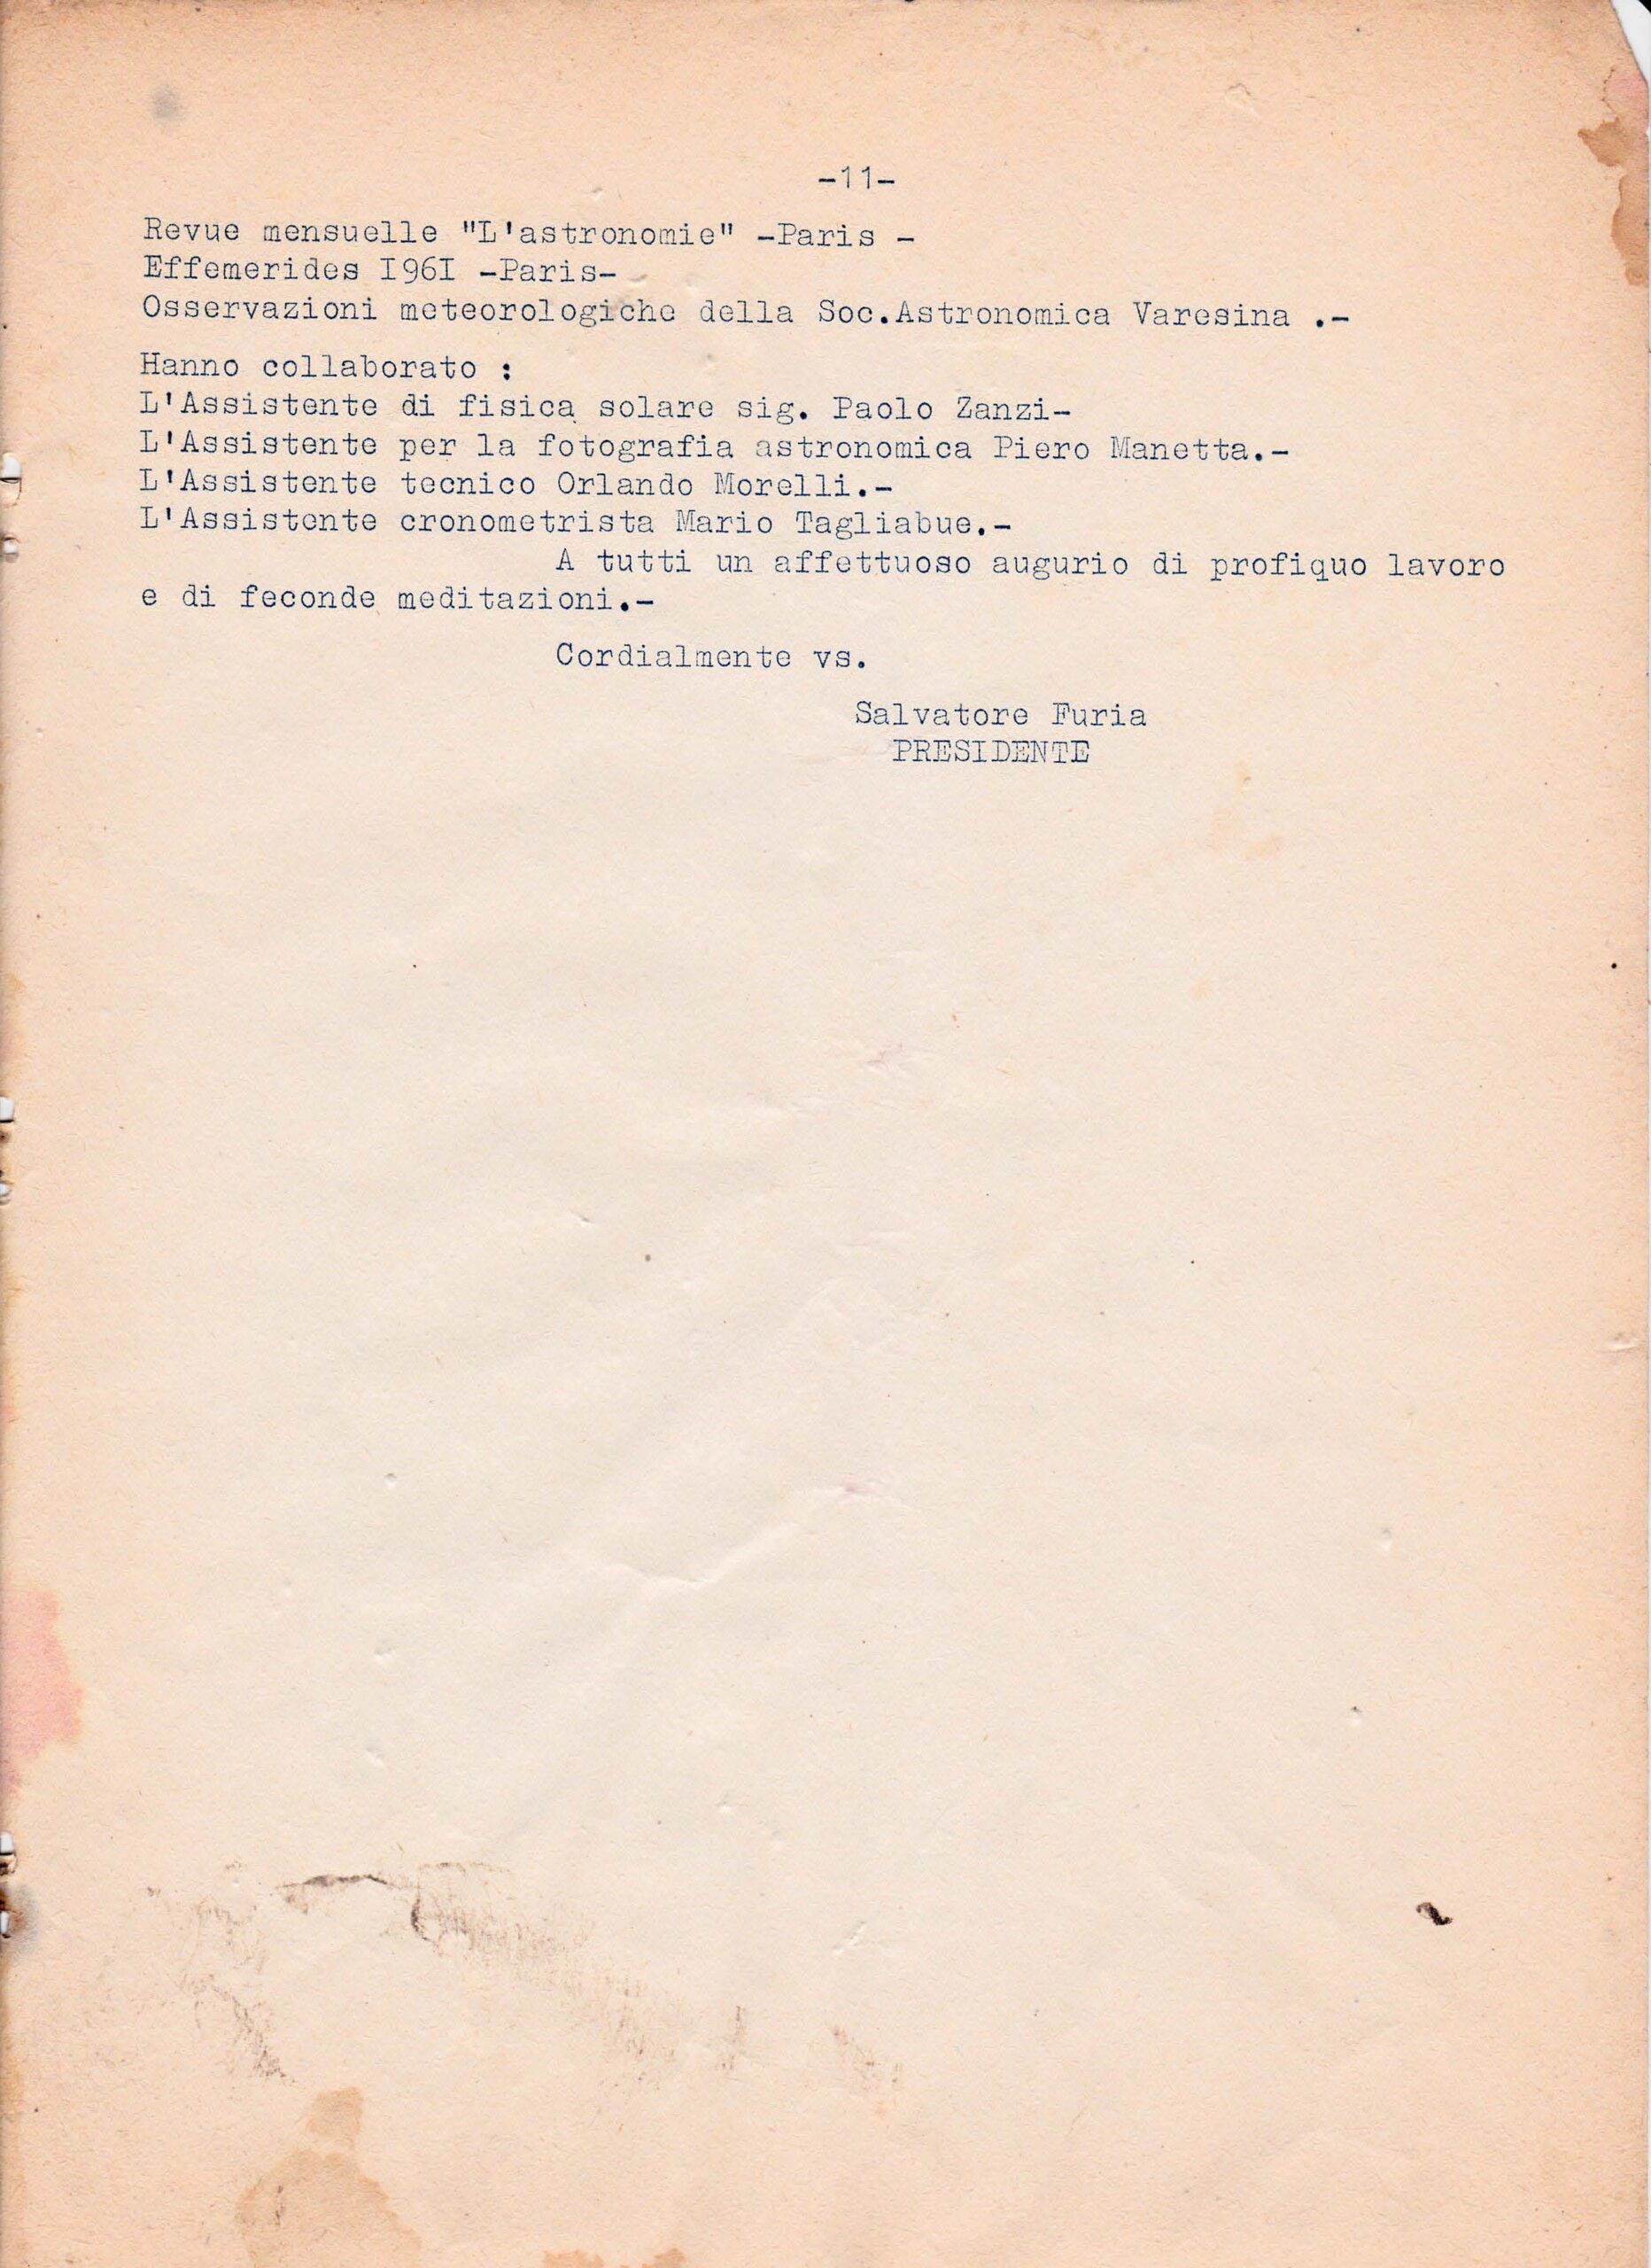 -11-
Revue mensuelle "L'astronomie" -Paris -
Effemerides I96I -Paris-
Osservazioni meteorologiche della Soc.Astronomica Varesina .-
Hanno collaborato :
L'Assistente di fisica solare sig. Paolo Zanzi-
L'Assistente per la fotografia astronomica Piero Manetta.-
L'Assistente tecnico Orlando Morelli.-
L'Assistente cronometrista Mario Tagliabue.-
A tutti un affettuoso augurio di profiquo lavoro
e di feconde meditazioni.-
Cordialmente vs.
Salvatore Furia
PRESIDENTE